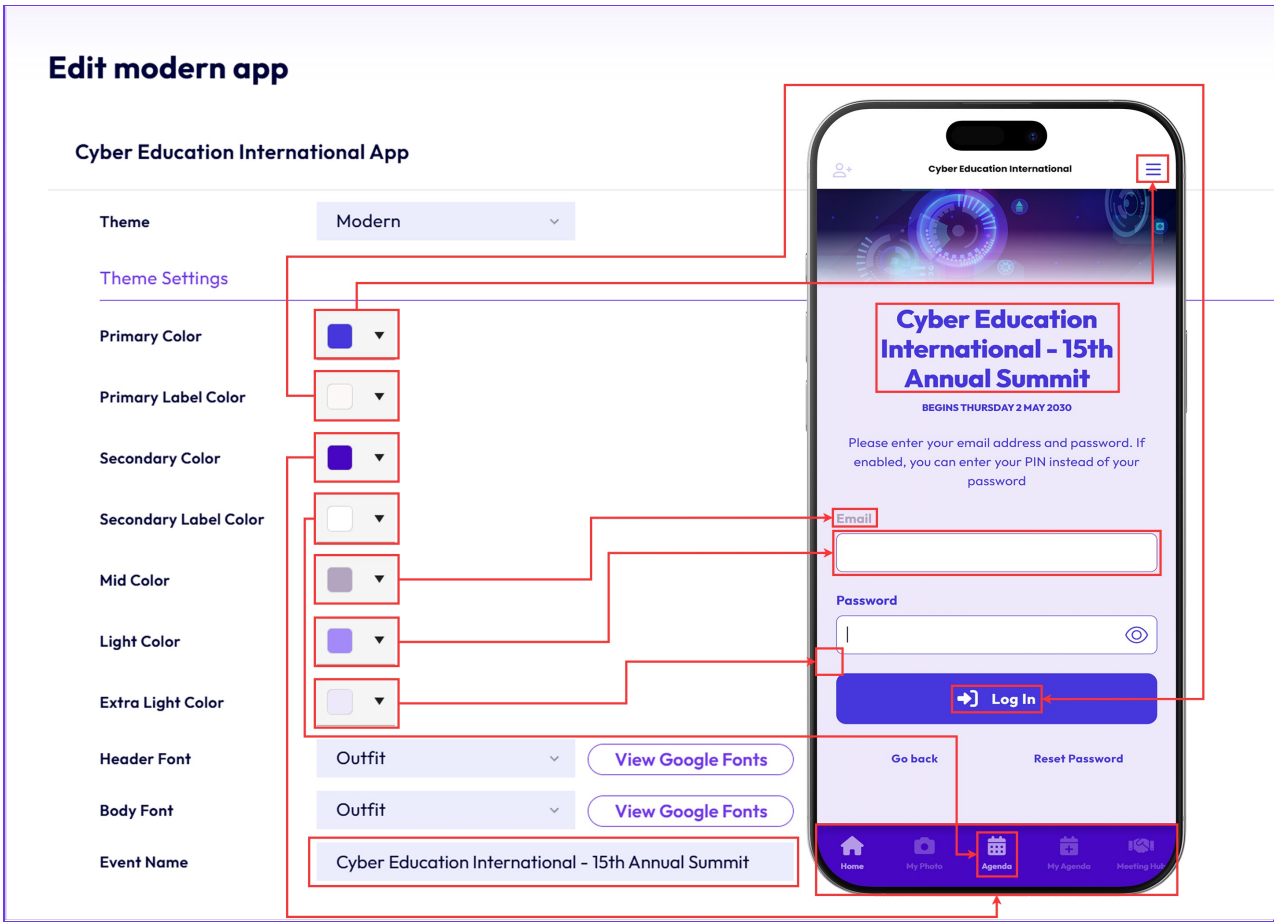 Edit modern app
Cyber Education International App
Theme
Modern
Theme Settings
Primary Color
Primary Label Color
Secondary Color
Secondary Label Color
Mid Color
Light Color
Extra Light Color
Header Font
Outfit
View Google Fonts
Body Font
Outfit
View Google Fonts
Event Name
Cyber Education International - 15th Annual Summit
Cyber Education International
Cyber Education
International - 15th
Annual Summit
BEGINS THURSDAY 2 MAY 2030
Please enter your email address and password. If
enabled, you can enter your PIN instead of your
password
Email
Password
Log In
Go back
Reset Password
Home
My Photo
Agenda
My Agenda
Meeting Hub